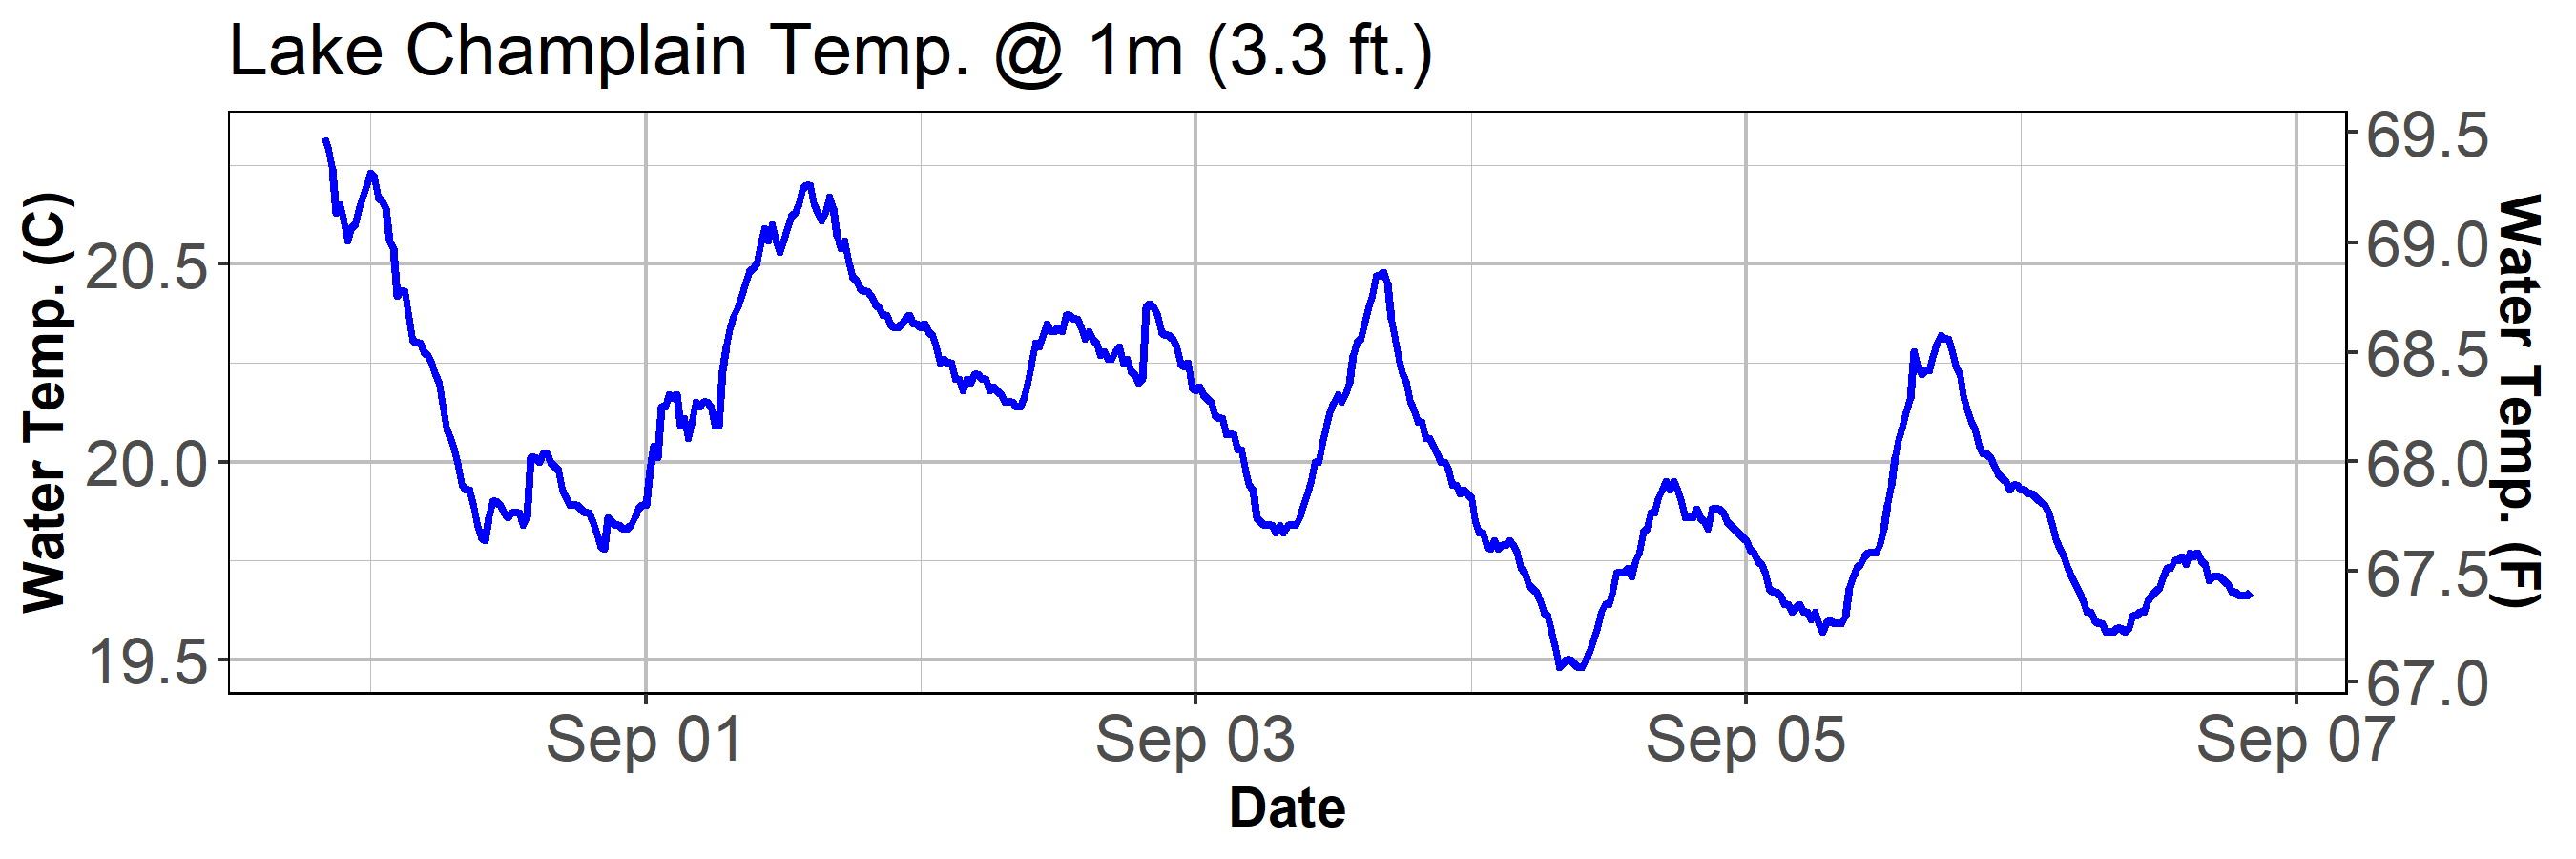 Lake Champlain Temp. @ 1m (3.3 ft.)
Water Temp. (C)
20.5
20.0
19.5
69.5
69.0
68.5
68.0
67.5
67.0
Water Temp. (F)
Sep 01
Sep 03
Sep 05
Sep 07
Date